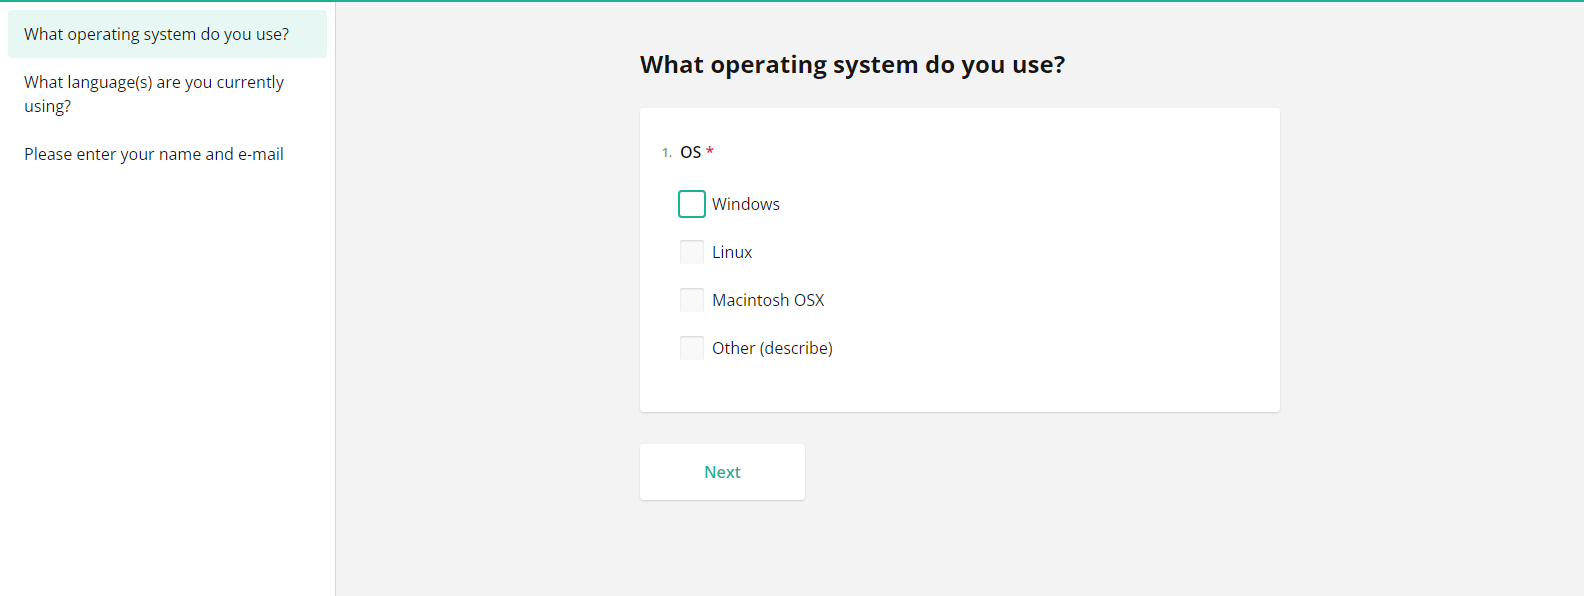 What operating system do you use?
What language(s) are you currently
using?
Please enter your name and e-mail
What operating system do you use?
1. OS *
Windows
Linux
Macintosh OSX
Other (describe)
Next